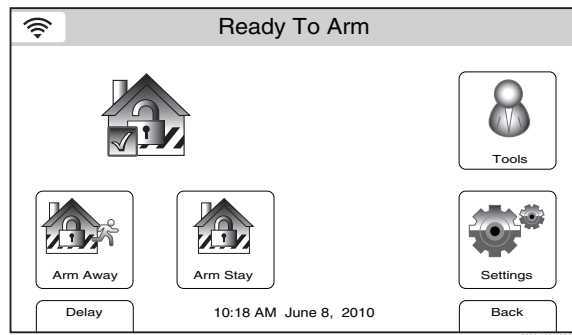 Ready To Arm
Tools
Arm Away
Arm Stay
Settings
Delay
10:18 AM June 8, 2010
Back